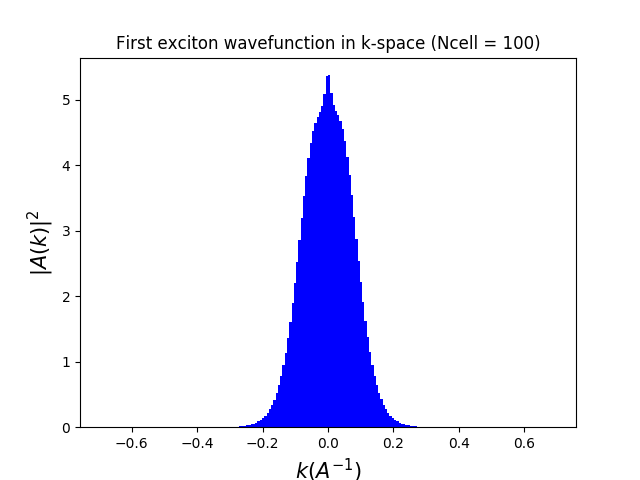 First exciton wavefunction in k-space (Ncell = 100)
5
4
3
2
1
0
|A(k)|²
−0.6 −0.4 −0.2 0.0 0.2 0.4 0.6
k(A⁻¹)